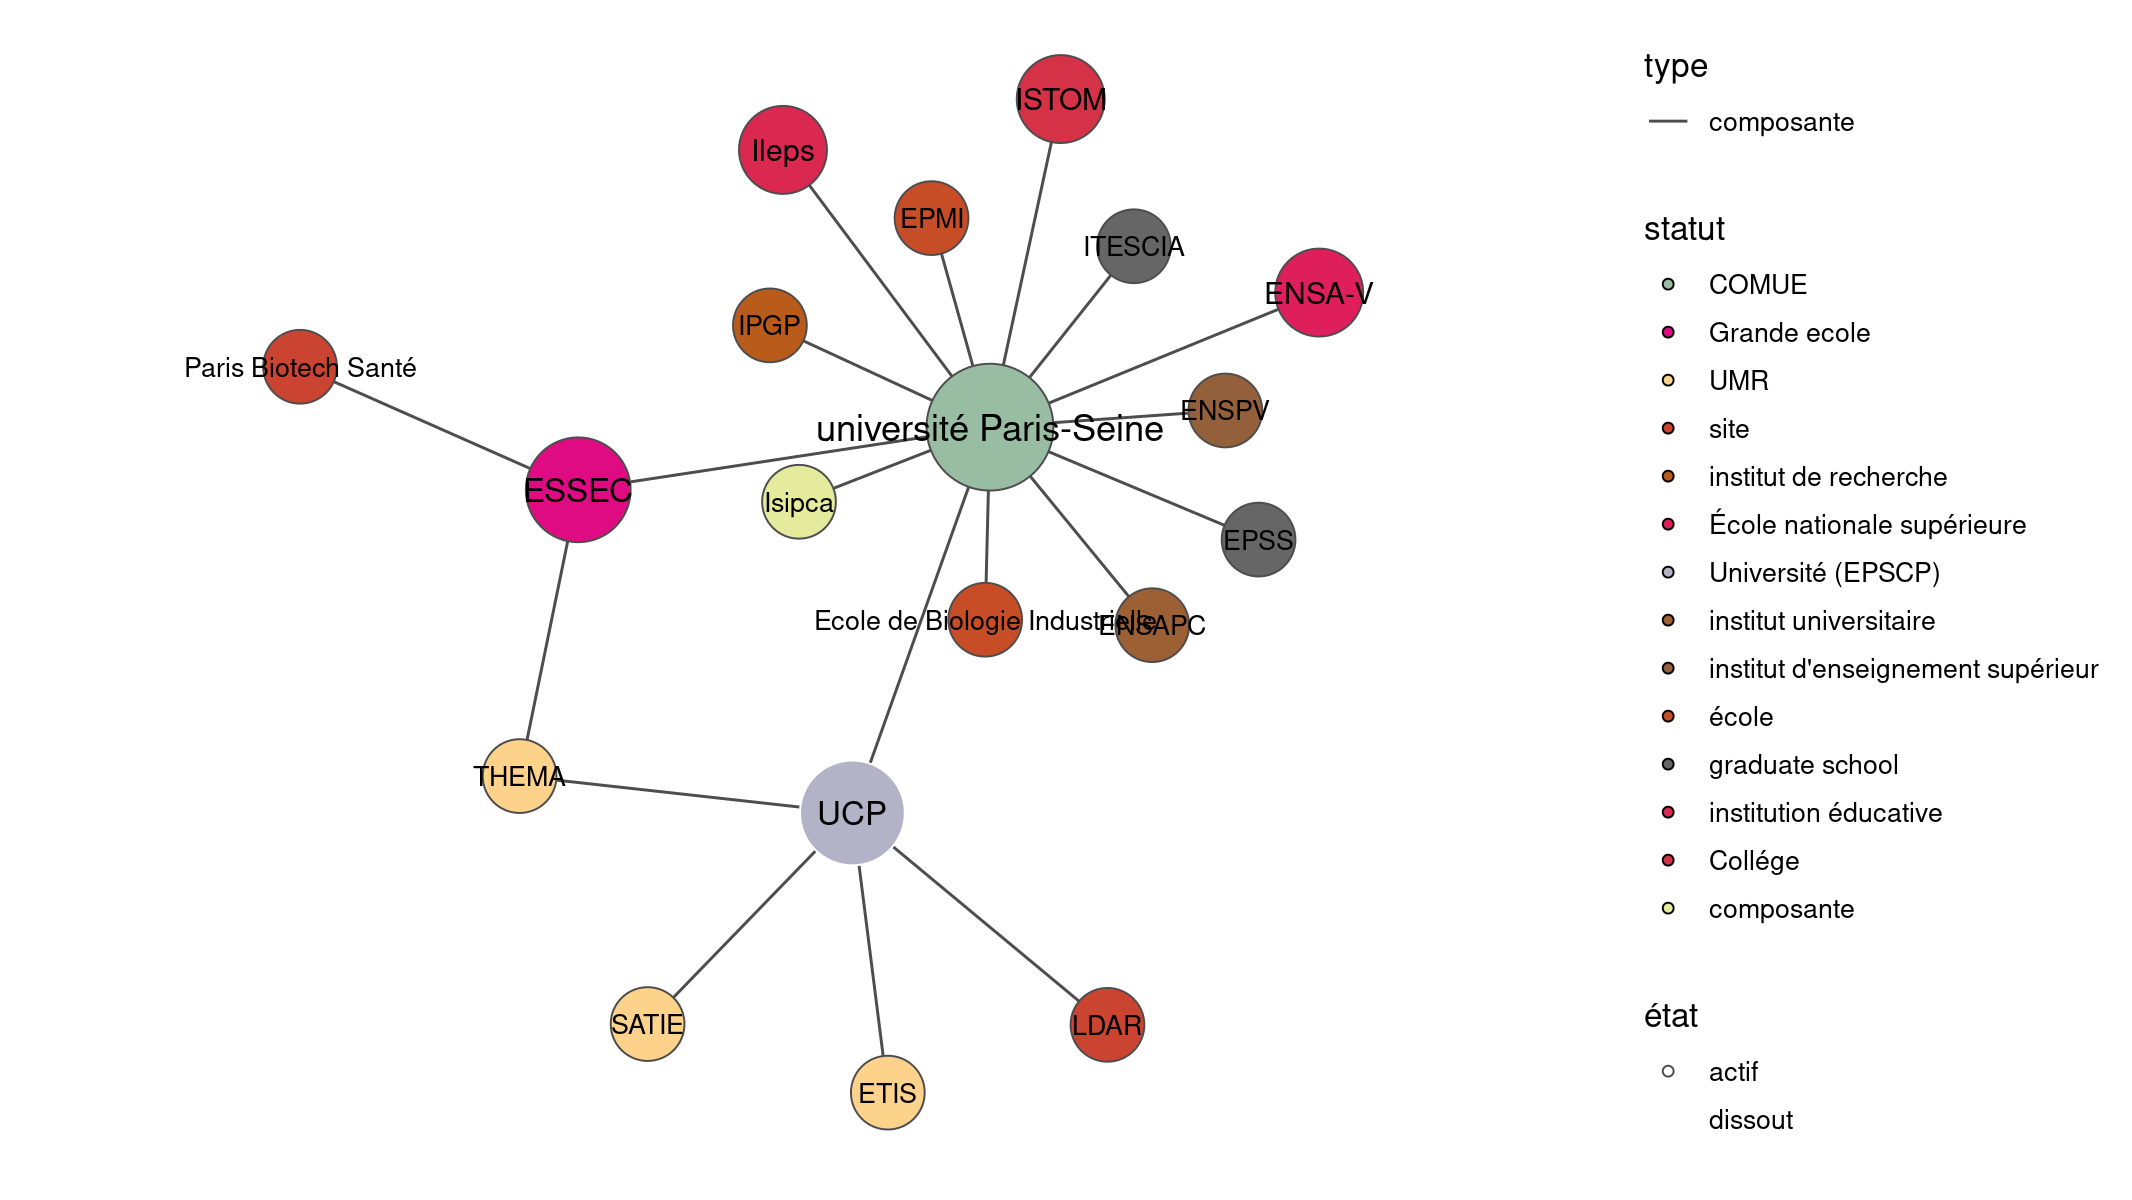 ISTOM
Ileps
EPMI
ITESCIA
ENSA-V
IPGP
Paris Biotech Santé
ENSPV
université Paris-Seine
ESSEC
Isipca
EPSS
Ecole de Biologie Industrielle
ENSAPC
THEMA
UCP
SATIE
LDAR
ETIS
type
composante
statut
COMUE
Grande ecole
UMR
site
institut de recherche
École nationale supérieure
Université (EPSCP)
institut universitaire
institut d'enseignement supérieur
école
graduate school
institution éducative
Collége
composante
état
actif
dissout